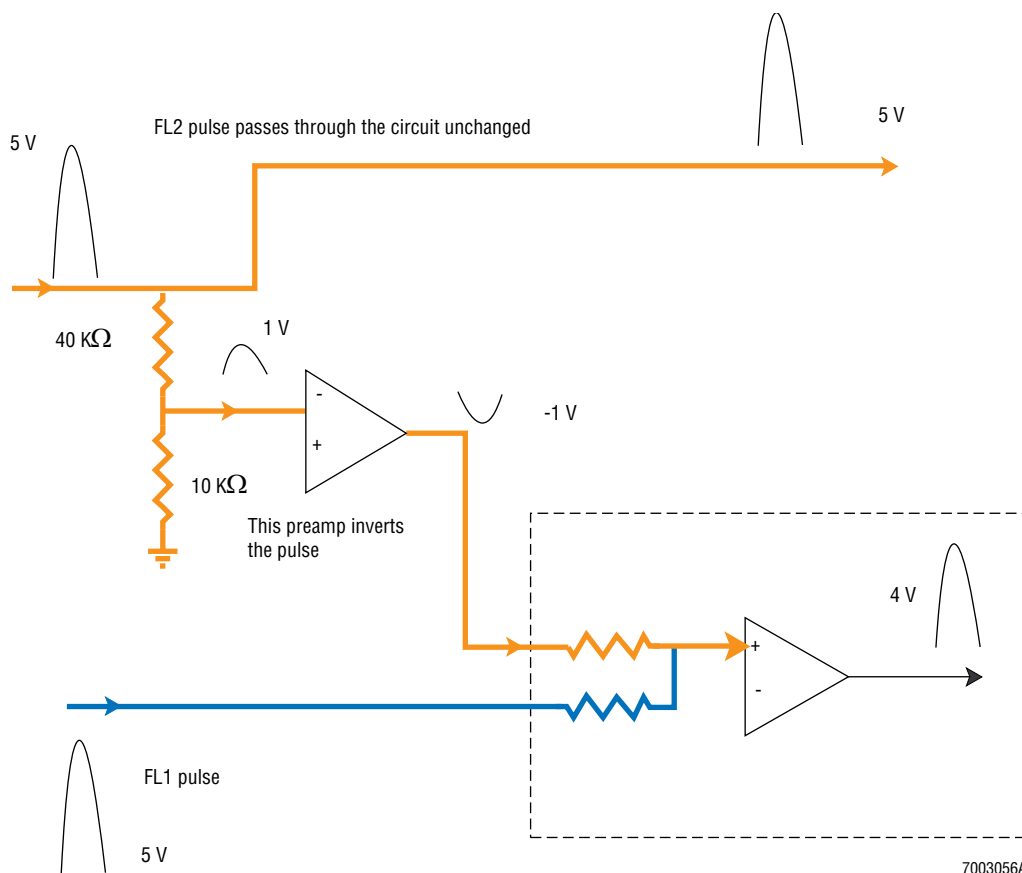 5 V
FL2 pulse passes through the circuit unchanged
5 V
40 KΩ
1 V
-
+
-1 V
10 KΩ
This preamp inverts
the pulse
4 V
+
-
FL1 pulse
5 V
7003056A